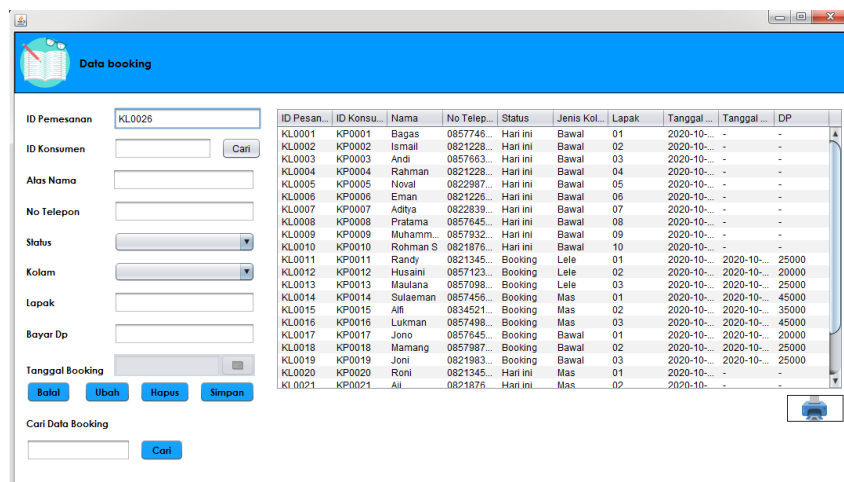 Data booking
ID Pemesanan KL0026
ID Konsumen Cari
Atas Nama
No Telepon
Status
Kolam
Lapak
Bayar Dp
Tanggal Booking
Batal Ubah Hapus Simpan
Cari Data Booking
Cari
ID Pesan... ID Konsu... Nama No Telep... Status Jenis Kol... Lapak Tanggal ... Tanggal ... DP
KL0001 KP0001 Bagas 0857746... Hari ini Bawal 01 2020-10-... - -
KL0002 KP0002 Ismail 0821228... Hari ini Bawal 02 2020-10-... - -
KL0003 KP0003 Andi 0857663... Hari ini Bawal 03 2020-10-... - -
KL0004 KP0004 Rahman 0821228... Hari ini Bawal 04 2020-10-... - -
KL0005 KP0005 Noval 0822987... Hari ini Bawal 05 2020-10-... - -
KL0006 KP0006 Eman 0821226... Hari ini Bawal 06 2020-10-... - -
KL0007 KP0007 Aditya 0822839... Hari ini Bawal 07 2020-10-... - -
KL0008 KP0008 Pratama 0857645... Hari ini Bawal 08 2020-10-... - -
KL0009 KP0009 Muhamm... 0857932... Hari ini Bawal 09 2020-10-... - -
KL0010 KP0010 Rohman S 0821876... Hari ini Bawal 10 2020-10-... - -
KL0011 KP0011 Randy 0821345... Booking Lele 01 2020-10-... 2020-10-... 25000
KL0012 KP0012 Husaini 0857123... Booking Lele 02 2020-10-... 2020-10-... 20000
KL0013 KP0013 Maulana 0857098... Booking Lele 03 2020-10-... 2020-10-... 25000
KL0014 KP0014 Sulaeman 0857456... Booking Mas 01 2020-10-... 2020-10-... 45000
KL0015 KP0015 Alfi 0834521... Booking Mas 02 2020-10-... 2020-10-... 35000
KL0016 KP0016 Lukman 0857498... Booking Mas 03 2020-10-... 2020-10-... 45000
KL0017 KP0017 Jono 0857645... Booking Bawal 01 2020-10-... 2020-10-... 20000
KL0018 KP0018 Mamang 0857987... Booking Bawal 02 2020-10-... 2020-10-... 25000
KL0019 KP0019 Joni 0821983... Booking Bawal 03 2020-10-... 2020-10-... 25000
KL0020 KP0020 Roni 0821345... Hari ini Mas 01 2020-10-... - -
KL0021 KP0021 Aji 0821876... Hari ini Mas 02 2020-10-... - -